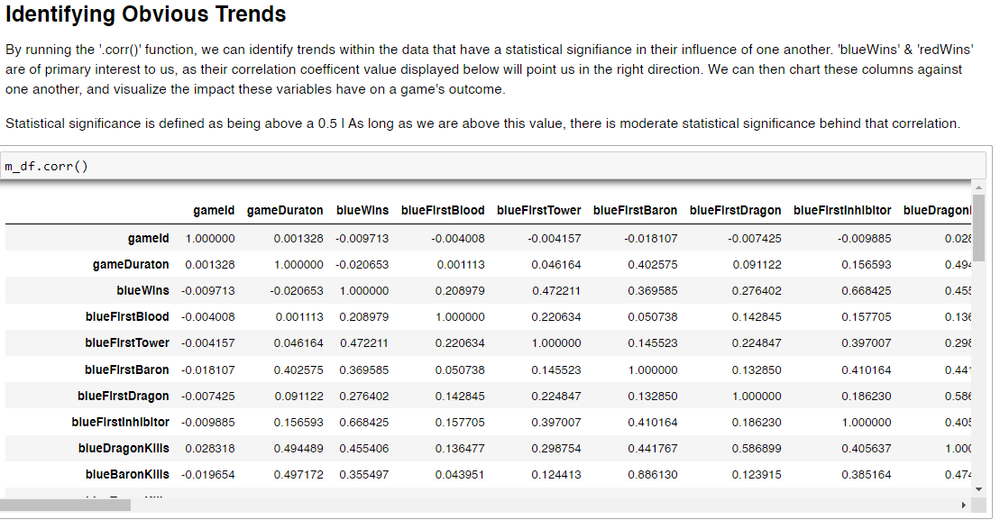 Identifying Obvious Trends
By running the '.corr()' function, we can identify trends within the data that have a statistical signifiance in their influence of one another. 'blueWins' & 'redWins'
are of primary interest to us, as their correlation coefficent value displayed below will point us in the right direction. We can then chart these columns against
one another, and visualize the impact these variables have on a game's outcome.
Statistical significance is defined as being above a 0.5 | As long as we are above this value, there is moderate statistical significance behind that correlation.
m_df.corr()
gameId gameDuraton blueWins blueFirstBlood blueFirstTower blueFirstBaron blueFirstDragon blueFirstInhibitor blueDragonI
gameId 1.000000 0.001328 -0.009713 -0.004008 -0.004157 -0.018107 -0.007425 -0.009885 0.028
gameDuraton 0.001328 1.000000 -0.020653 0.001113 0.046164 0.402575 0.091122 0.156593 0.494
blueWins -0.009713 -0.020653 1.000000 0.208979 0.472211 0.369585 0.276402 0.668425 0.455
blueFirstBlood -0.004008 0.001113 0.208979 1.000000 0.220634 0.050738 0.142845 0.157705 0.136
blueFirstTower -0.004157 0.046164 0.472211 0.220634 1.000000 0.145523 0.224847 0.397007 0.298
blueFirstBaron -0.018107 0.402575 0.369585 0.050738 0.145523 1.000000 0.132850 0.410164 0.441
blueFirstDragon -0.007425 0.091122 0.276402 0.142845 0.224847 0.132850 1.000000 0.186230 0.586
blueFirstInhibitor -0.009885 0.156593 0.668425 0.157705 0.397007 0.410164 0.186230 1.000000 0.405
blueDragonKills 0.028318 0.494489 0.455406 0.136477 0.298754 0.441767 0.586899 0.405637 1.000
blueBaronKills -0.019654 0.497172 0.355497 0.043951 0.124413 0.886130 0.123915 0.385164 0.474